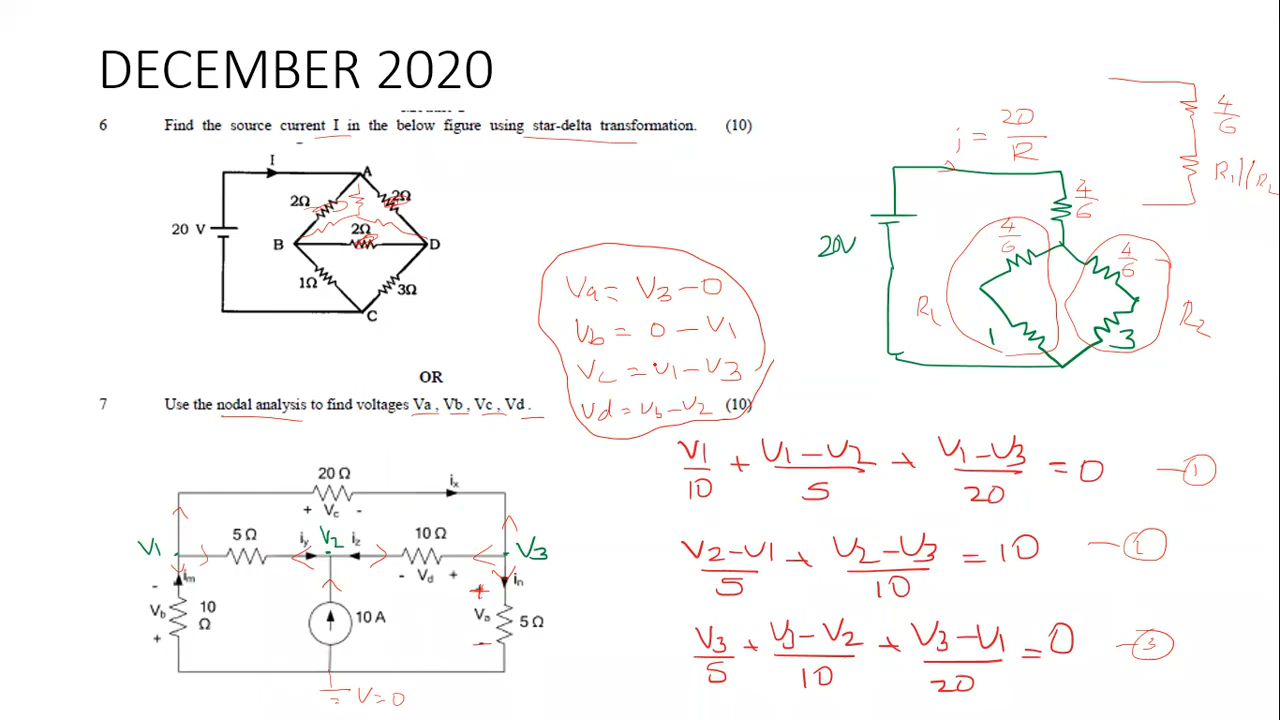 DECEMBER 2020
6 Find the source current I in the below figure using star-delta transformation. (10)
I
A
2Ω 2Ω
20 V
2Ω
B D
1Ω 3Ω
C
OR
7 Use the nodal analysis to find voltages Va , Vb , Vc , Vd . (10)
20 Ω
ix
+ Vc -
5 Ω V2 10 Ω
V1 iy iz V3
im - Vd + in
-
Vb 10 Ω
+
10 A
+
Va 5 Ω
-
V=0
Va = V3 - 0
Vb = 0 - V1
Vc = V1 - V3
Vd = Vb - V2
i = 20/R
4/6
R1//R2
20V
4/6
4/6 4/6
R1 R2
1 3
V1/10 + V1-V2/5 + V1-V3/20 = 0 - 1
V2-V1/5 + V2-V3/10 = 10 - 2
V3/5 + V3-V2/10 + V3-V1/20 = 0 - 3